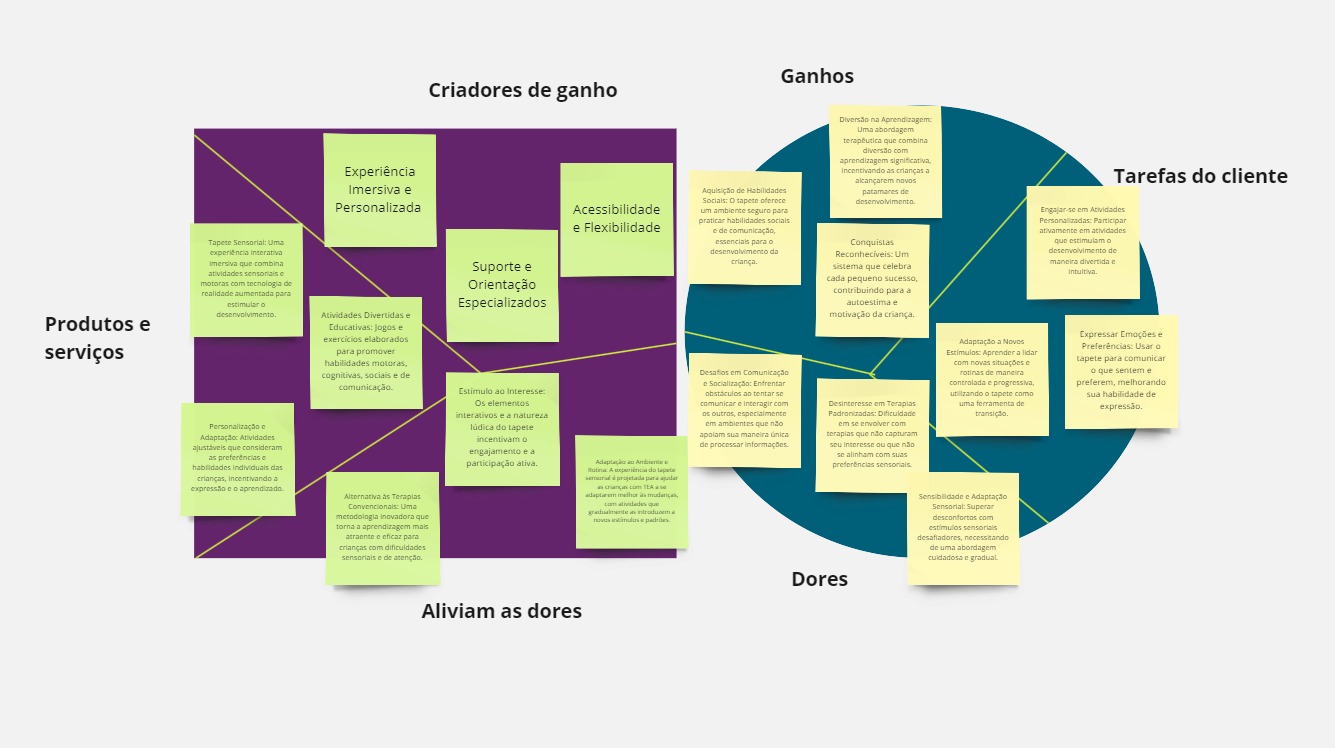 Criadores de ganho
Experiência
Imersiva e
Personalizada
Acessibilidade
e Flexibilidade
Suporte e
Orientação
Especializados
Produtos e
serviços
Tapete Sensorial: Uma
experiência interativa
imersiva que combina
atividades sensoriais e
motoras com tecnologia de
realidade aumentada para
estimular o
desenvolvimento.
Atividades Divertidas e
Educativas: Jogos e
exercícios elaborados
para promover
habilidades motoras,
cognitivas, sociais e de
comunicação.
Personalização e
Adaptação: Atividades
ajustáveis que consideram
as preferências e
habilidades individuais das
crianças, incentivando a
expressão e o aprendizado.
Estímulo ao Interesse:
Os elementos
interativos e a natureza
lúdica do tapete
incentivam o
engajamento e a
participação ativa.
Alternativa às Terapias
Convencionais: Uma
metodologia inovadora que
torna a aprendizagem mais
atraente e eficaz para
crianças com dificuldades
sensoriais e de atenção.
Adaptação ao Ambiente e
Rotina: A experiência do tapete
sensorial é projetada para ajudar
as crianças com TEA a se
adaptarem melhor às mudanças,
com atividades que
gradualmente as introduzem a
novos estímulos e padrões.
Aliviam as dores
Ganhos
Diversão na Aprendizagem:
Uma abordagem
terapêutica que combina
diversão com
aprendizagem significativa,
incentivando as crianças a
alcançarem novos
patamares de
desenvolvimento.
Aquisição de Habilidades
Sociais: O tapete oferece
um ambiente seguro para
praticar habilidades sociais
e de comunicação,
essenciais para o
desenvolvimento da
criança.
Conquistas
Reconhecíveis: Um
sistema que celebra
cada pequeno sucesso,
contribuindo para a
autoestima e
motivação da criança.
Tarefas do cliente
Engajar-se em Atividades
Personalizadas: Participar
ativamente em atividades
que estimulam o
desenvolvimento de
maneira divertida e
intuitiva.
Adaptação a Novos
Estímulos: Aprender a lidar
com novas situações e
rotinas de maneira
controlada e progressiva,
utilizando o tapete como
uma ferramenta de
transição.
Expressar Emoções e
Preferências: Usar o
tapete para comunicar
o que sentem e
preferem, melhorando
sua habilidade de
expressão.
Desafios em Comunicação
e Socialização: Enfrentar
obstáculos ao tentar se
comunicar e interagir com
os outros, especialmente
em ambientes que não
apoiam sua maneira única
de processar informações.
Desinteresse em Terapias
Padronizadas: Dificuldade
em se envolver com
terapias que não capturam
seu interesse ou que não
se alinham com suas
preferências sensoriais.
Sensibilidade e Adaptação
Sensorial: Superar
desconfortos com
estímulos sensoriais
desafiadores, necessitando
de uma abordagem
cuidadosa e gradual.
Dores